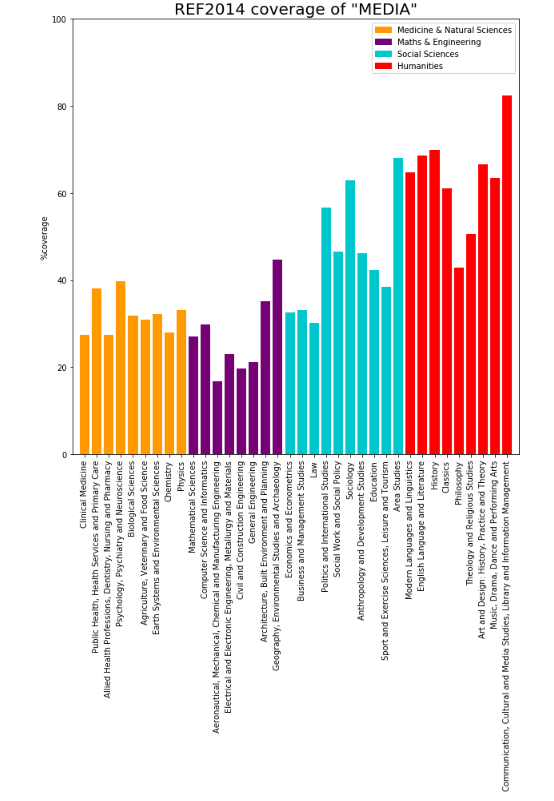 REF2014 coverage of "MEDIA"
Medicine & Natural Sciences
Maths & Engineering
Social Sciences
Humanities
%coverage
100
80
60
40
20
0
Clinical Medicine
Public Health, Health Services and Primary Care
Allied Health Professions, Dentistry, Nursing and Pharmacy
Psychology, Psychiatry and Neuroscience
Biological Sciences
Agriculture, Veterinary and Food Science
Earth Systems and Environmental Sciences
Chemistry
Physics
Mathematical Sciences
Computer Science and Informatics
Aeronautical, Mechanical, Chemical and Manufacturing Engineering
Electrical and Electronic Engineering, Metallurgy and Materials
Civil and Construction Engineering
General Engineering
Architecture, Built Environment and Planning
Geography, Environmental Studies and Archaeology
Economics and Econometrics
Business and Management Studies
Law
Politics and International Studies
Social Work and Social Policy
Sociology
Anthropology and Development Studies
Education
Sport and Exercise Sciences, Leisure and Tourism
Area Studies
Modern Languages and Linguistics
English Language and Literature
History
Classics
Philosophy
Theology and Religious Studies
Art and Design: History, Practice and Theory
Music, Drama, Dance and Performing Arts
Communication, Cultural and Media Studies, Library and Information Management